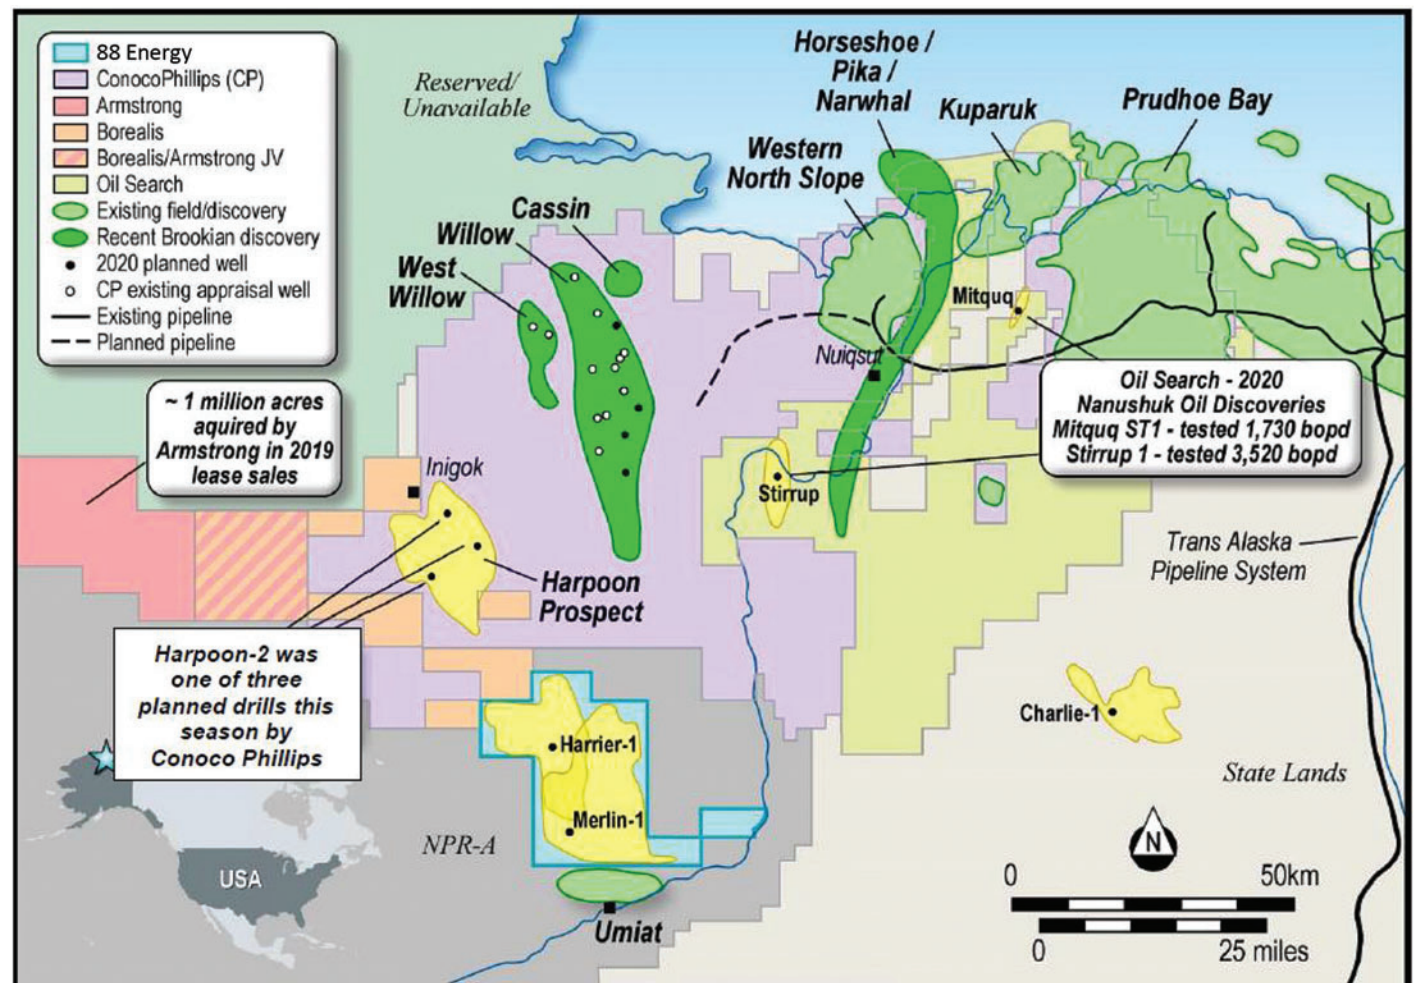 88 Energy
ConocoPhillips (CP)
Armstrong
Borealis
Borealis/Armstrong JV
Oil Search
Existing field/discovery
Recent Brookian discovery
2020 planned well
CP existing appraisal well
Existing pipeline
Planned pipeline
Reserved/
Unavailable
Horseshoe /
Pika /
Narwhal
Kuparuk
Prudhoe Bay
Western
North Slope
Cassin
Willow
West
Willow
Mitquq
Nuiqsut
~ 1 million acres
aquired by
Armstrong in 2019
lease sales
Oil Search - 2020
Nanushuk Oil Discoveries
Mitquq ST1 - tested 1,730 bopd
Stirrup 1 - tested 3,520 bopd
Inigok
Stirrup
Trans Alaska
Pipeline System
Harpoon
Prospect
Harpoon-2 was
one of three
planned drills this
season by
Conoco Phillips
Charlie-1
Harrier-1
State Lands
Merlin-1
NPR-A
N
USA
0 50km
Umiat
0 25 miles